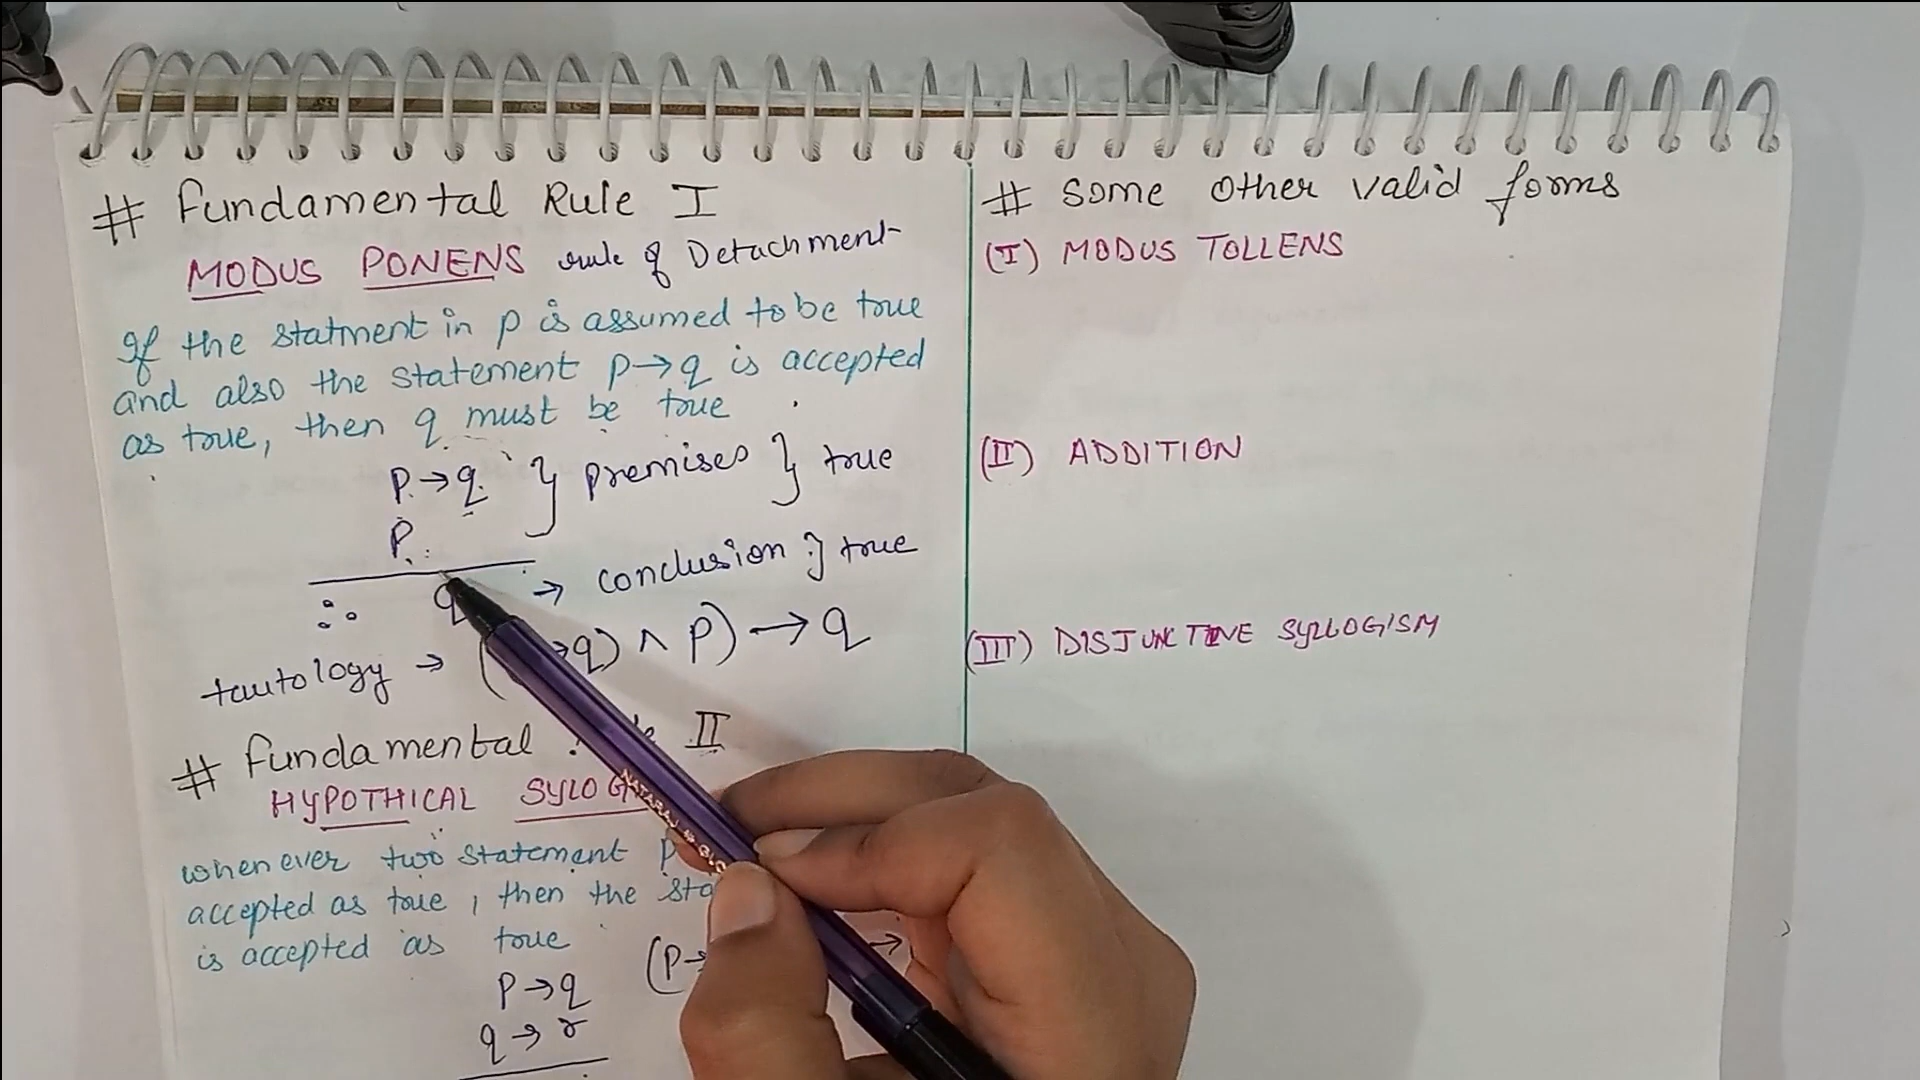 # Fundamental Rule I
MODUS PONENS rule of Detachment
If the statment in p is assumed to be true
and also the statement p→q is accepted
as true, then q must be true
P→q } premises } true
P
∴ q → conclusion } true
tautology → ( →q) ∧ p) → q
# fundamental II
HYPOTHICAL SYLOG
whenever two statement P
accepted as true, then the sta
is accepted as true
(P→ →
P→q
q→r
# Some Other valid forms
(I) MODUS TOLLENS
(II) ADDITION
(III) DISJUNCTIVE SYLLOGISM
NATARAJ